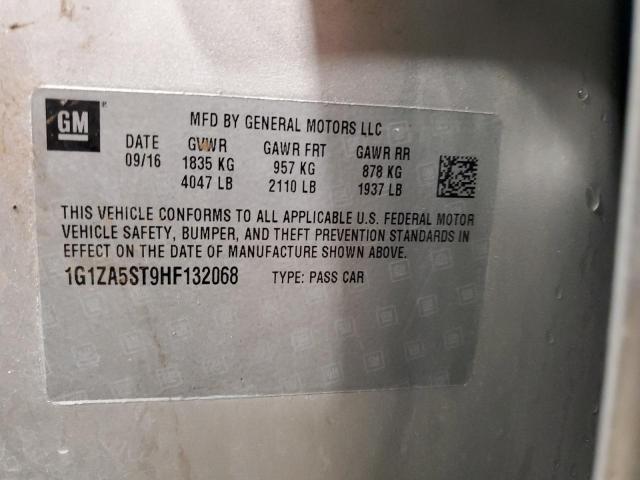 GM
MFD BY GENERAL MOTORS LLC
DATE GVWR GAWR FRT GAWR RR
09/16 1835 KG 957 KG 878 KG
4047 LB 2110 LB 1937 LB
THIS VEHICLE CONFORMS TO ALL APPLICABLE U.S. FEDERAL MOTOR
VEHICLE SAFETY, BUMPER, AND THEFT PREVENTION STANDARDS IN
EFFECT ON THE DATE OF MANUFACTURE SHOWN ABOVE.
1G1ZA5ST9HF132068 TYPE: PASS CAR